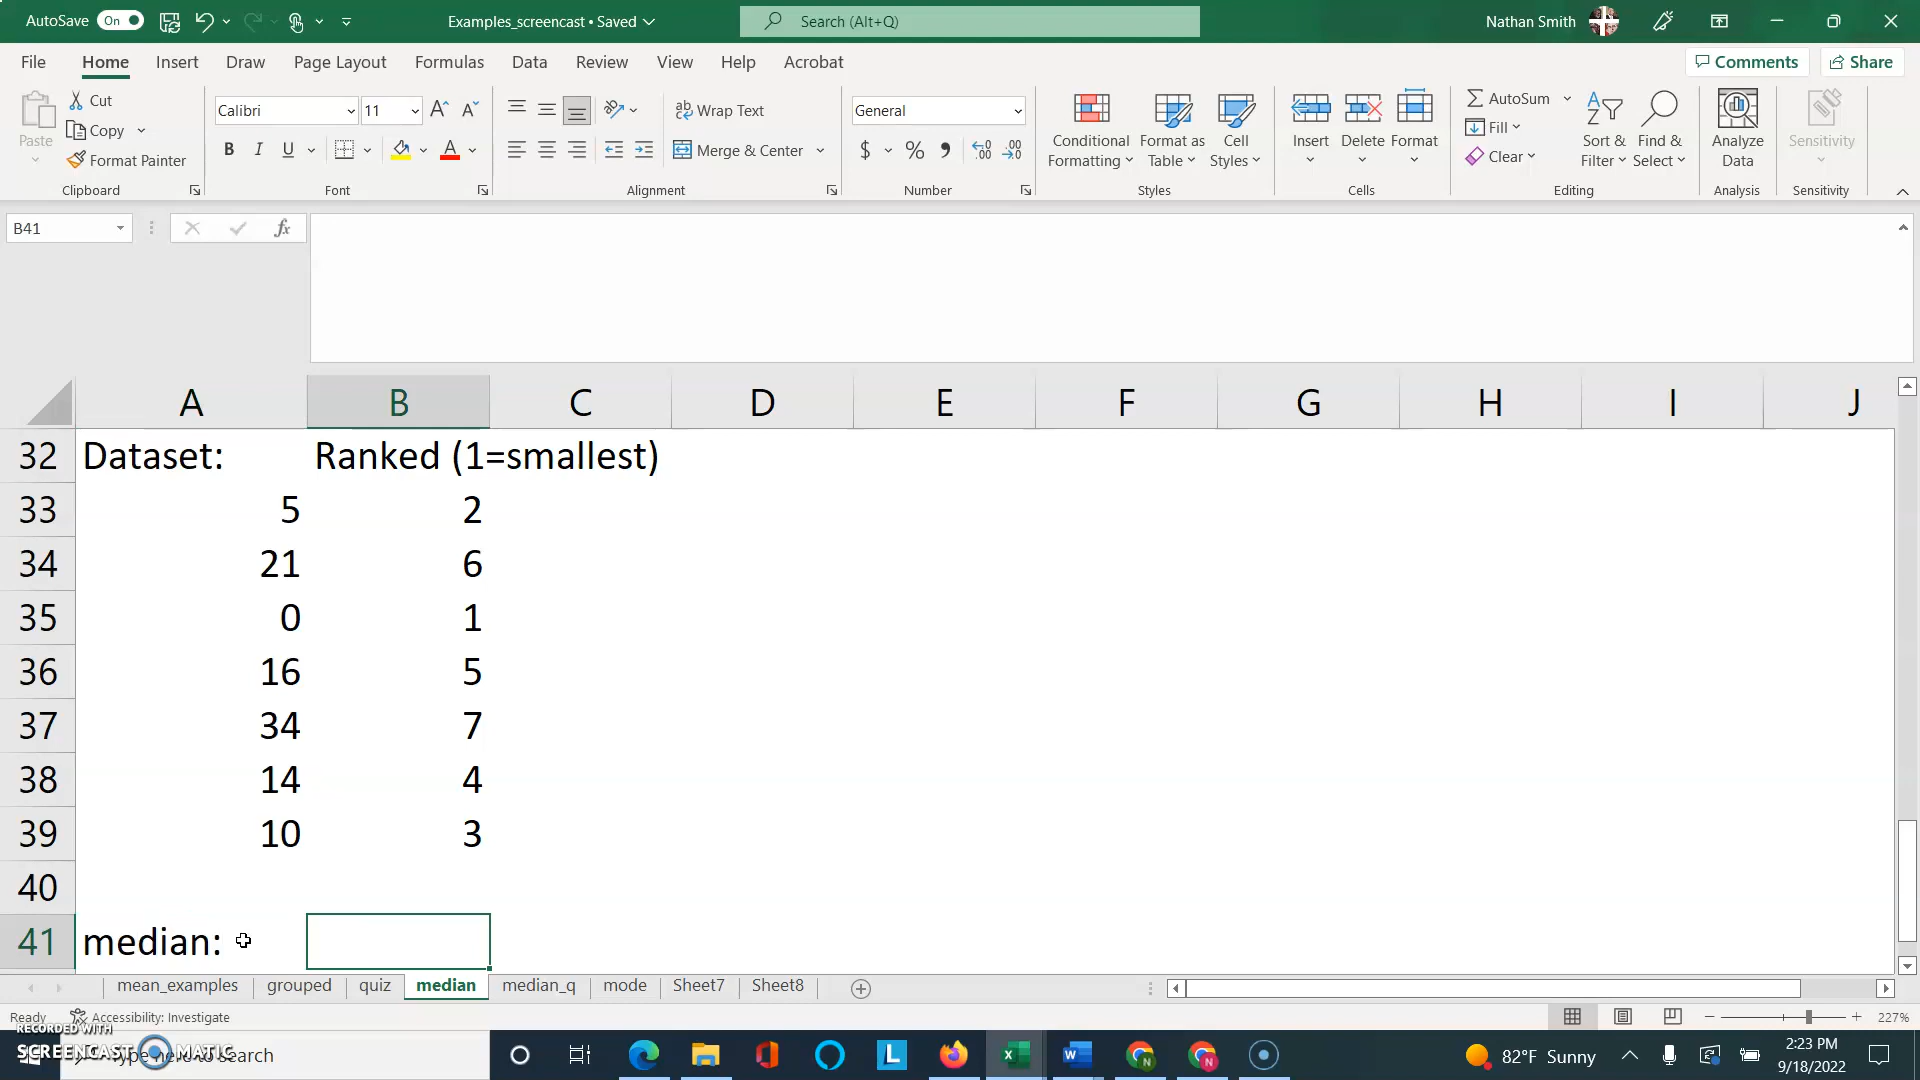 AutoSave On Examples_screencast • Saved Search (Alt+Q) Nathan Smith
File Home Insert Draw Page Layout Formulas Data Review View Help Acrobat Comments Share
Paste Cut Copy Format Painter Clipboard
Calibri 11 B I U A Font
Wrap Text Merge & Center Alignment
General $ % Number
Conditional Formatting Format as Table Cell Styles Styles
Insert Delete Format Cells
AutoSum Fill Clear Sort & Filter Find & Select Editing
Analyze Data Analysis
Sensitivity Sensitivity
B41 fx
A B C D E F G H I J
32 Dataset: Ranked (1=smallest)
33 5 2
34 21 6
35 0 1
36 16 5
37 34 7
38 14 4
39 10 3
40
41 median:
mean_examples grouped quiz median median_q mode Sheet7 Sheet8
Ready Accessibility: Investigate 227%
RECORDED WITH
SCREENCAST MATIC
Type here to search
82°F Sunny 2:23 PM
9/18/2022